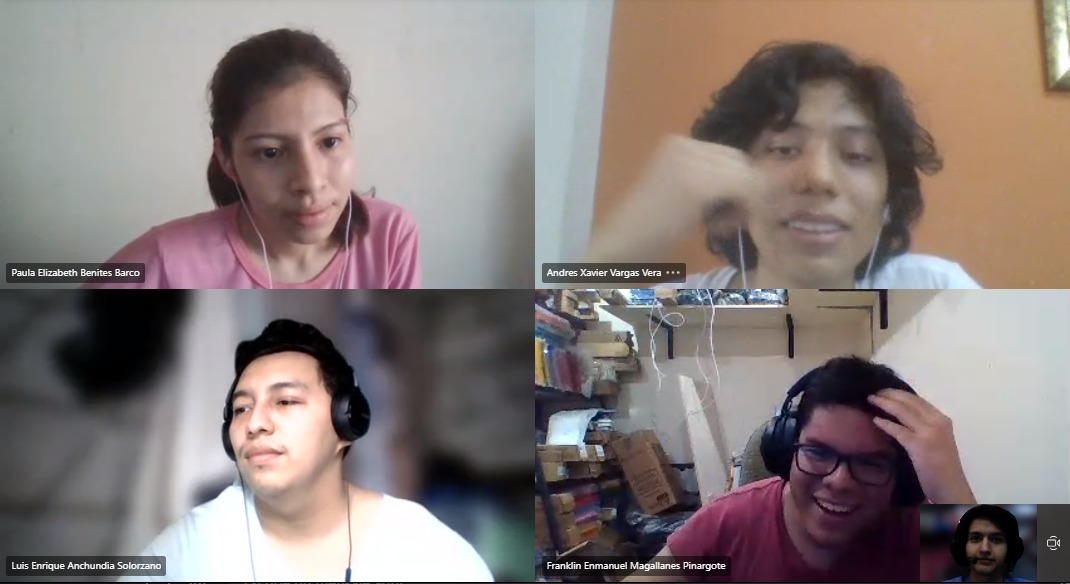 Paula Elizabeth Benites Barco
Andres Xavier Vargas Vera
Luis Enrique Anchundia Solorzano
Franklin Enmanuel Magallanes Pinargote